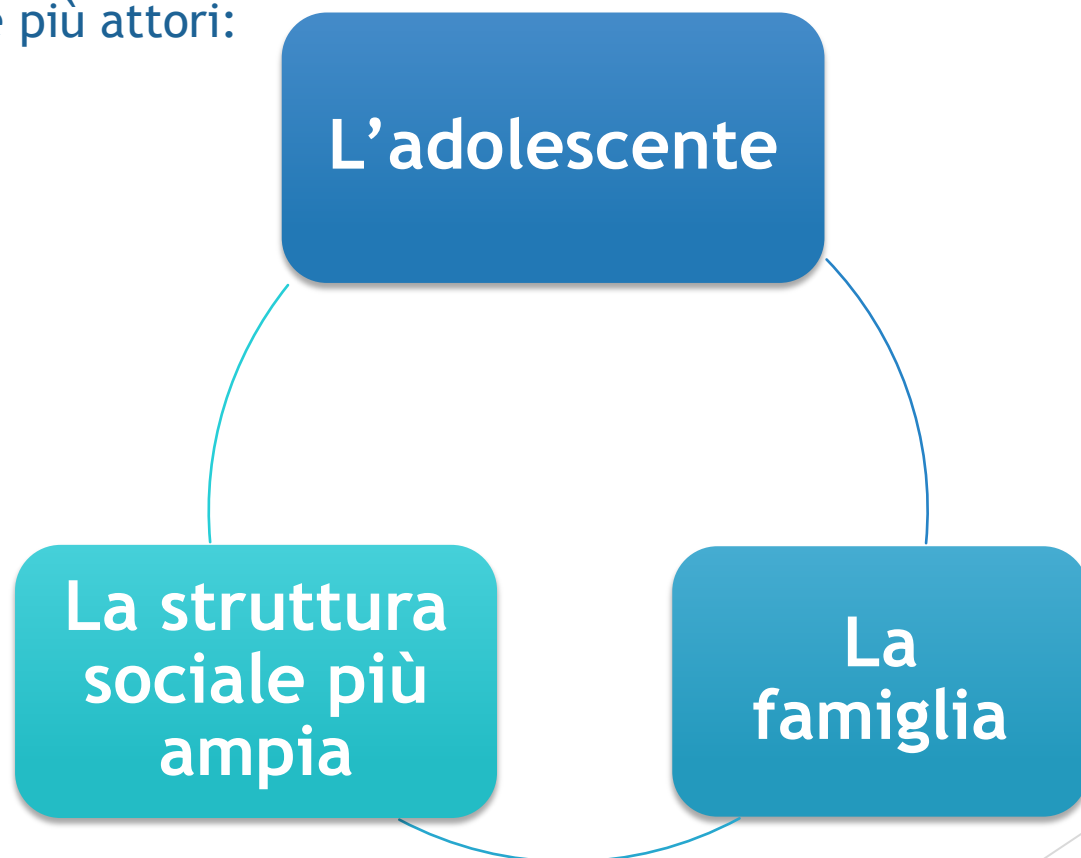 e più attori:
L’adolescente
La struttura
sociale più
ampia
La
famiglia